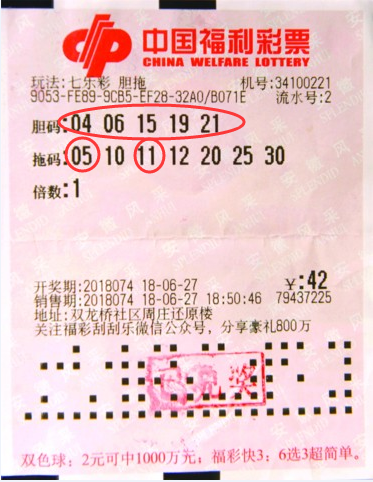 中国福利彩票
CHINA WELFARE LOTTERY
玩法:七乐彩 胆拖 机号:34100221
9053-FE89-9CB5-EF28-32A0/B071E 流水号:2
胆码:04 06 15 19 21
拖码:05 10 11 12 20 25 30
倍数:1
开奖期:2018074 18-06-27 ¥:42
销售期:2018074 18-06-27 18:50:46 79437225
地址:双龙桥社区周庄还原楼
关注福彩刮刮乐微信公众号，分享豪礼800万
已兑奖
双色球：2元可中1000万元；福彩快3；6选3超简单。